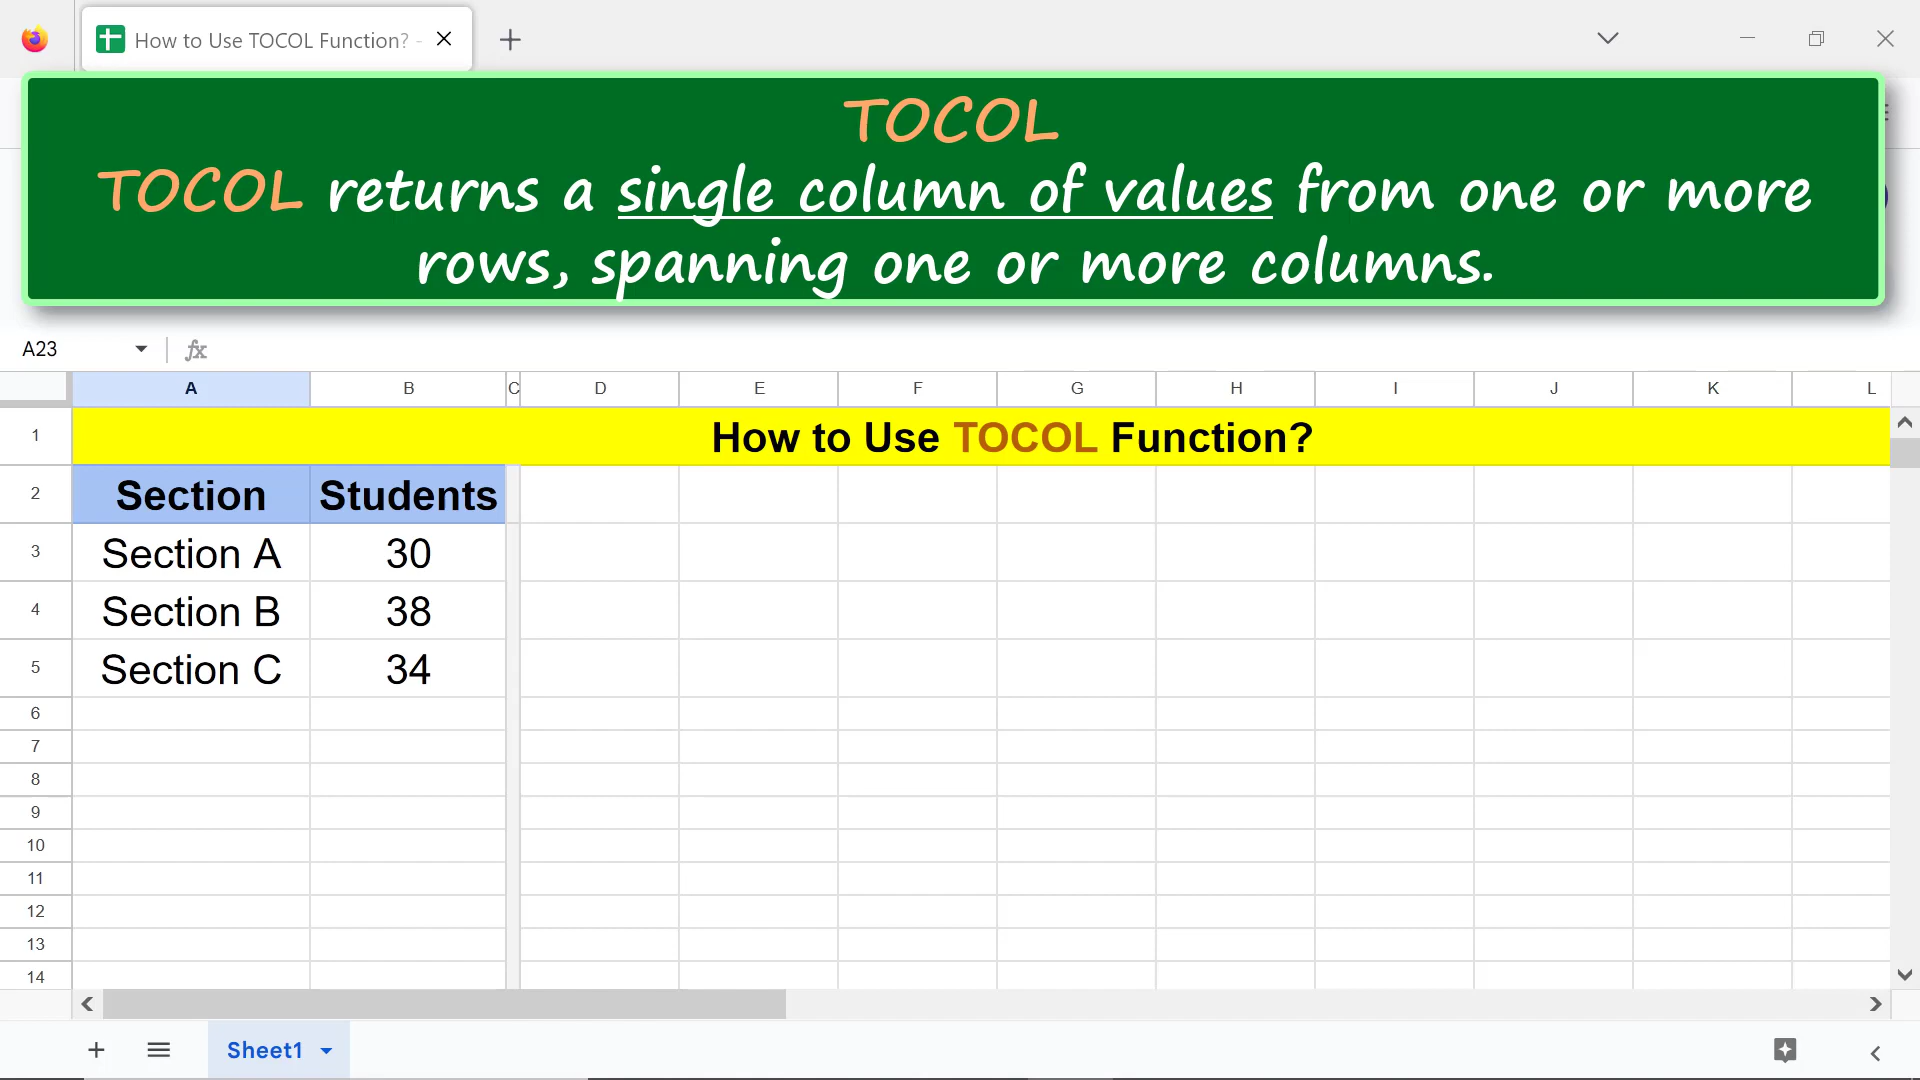 How to Use TOCOL Function? -
TOCOL
TOCOL returns a single column of values from one or more
rows, spanning one or more columns.
A23 fx
A B C D E F G H I J K L
1 How to Use TOCOL Function?
2 Section Students
3 Section A 30
4 Section B 38
5 Section C 34
6
7
8
9
10
11
12
13
14
Sheet1